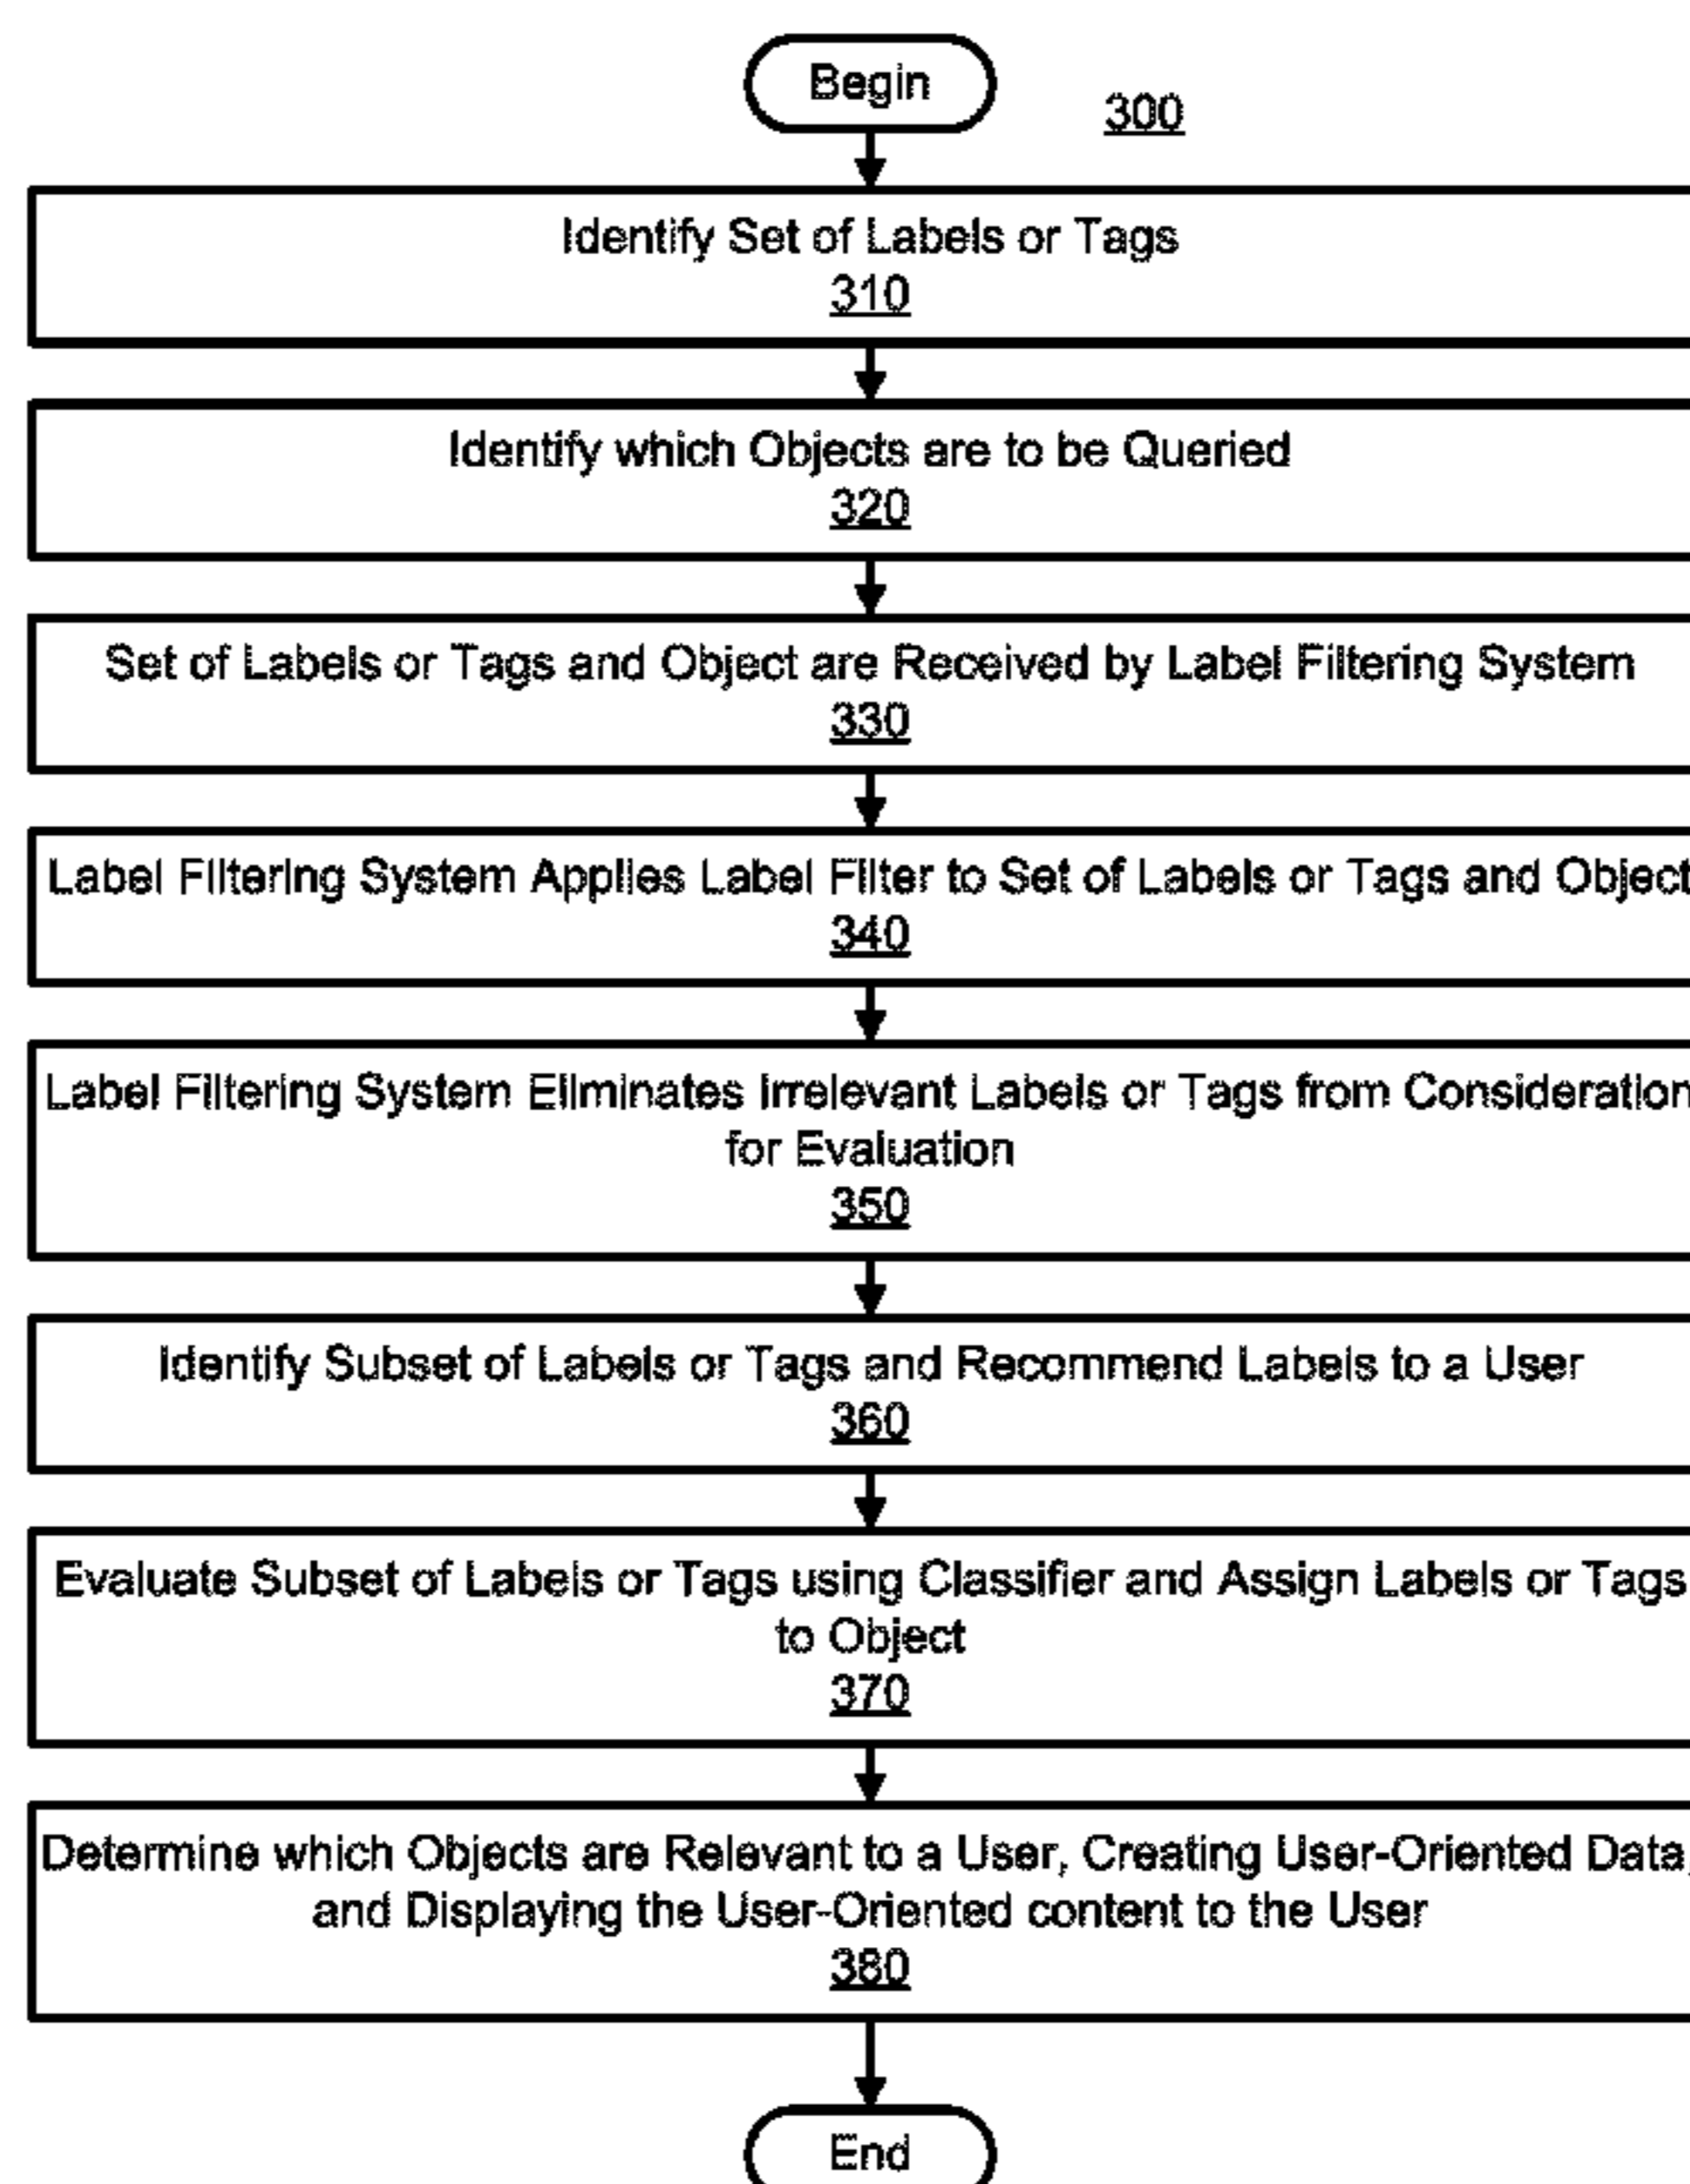 Begin
300
Identify Set of Labels or Tags
310
Identify which Objects are to be Queried
320
Set of Labels or Tags and Object are Received by Label Filtering System
330
Label Filtering System Applies Label Filter to Set of Labels or Tags and Object
340
Label Filtering System Eliminates Irrelevant Labels or Tags from Consideration
for Evaluation
350
Identify Subset of Labels or Tags and Recommend Labels to a User
360
Evaluate Subset of Labels or Tags using Classifier and Assign Labels or Tags
to Object
370
Determine which Objects are Relevant to a User, Creating User-Oriented Data,
and Displaying the User-Oriented content to the User
380
End